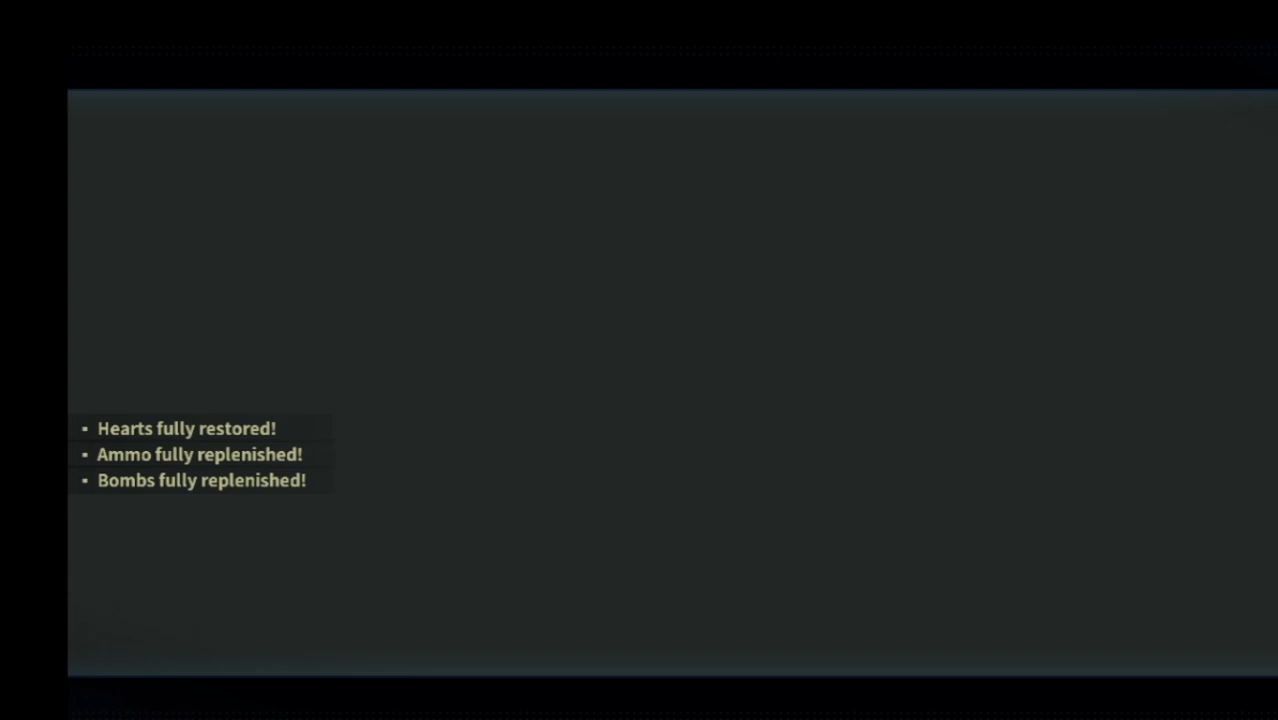 ▪ Hearts fully restored!
▪ Ammo fully replenished!
▪ Bombs fully replenished!